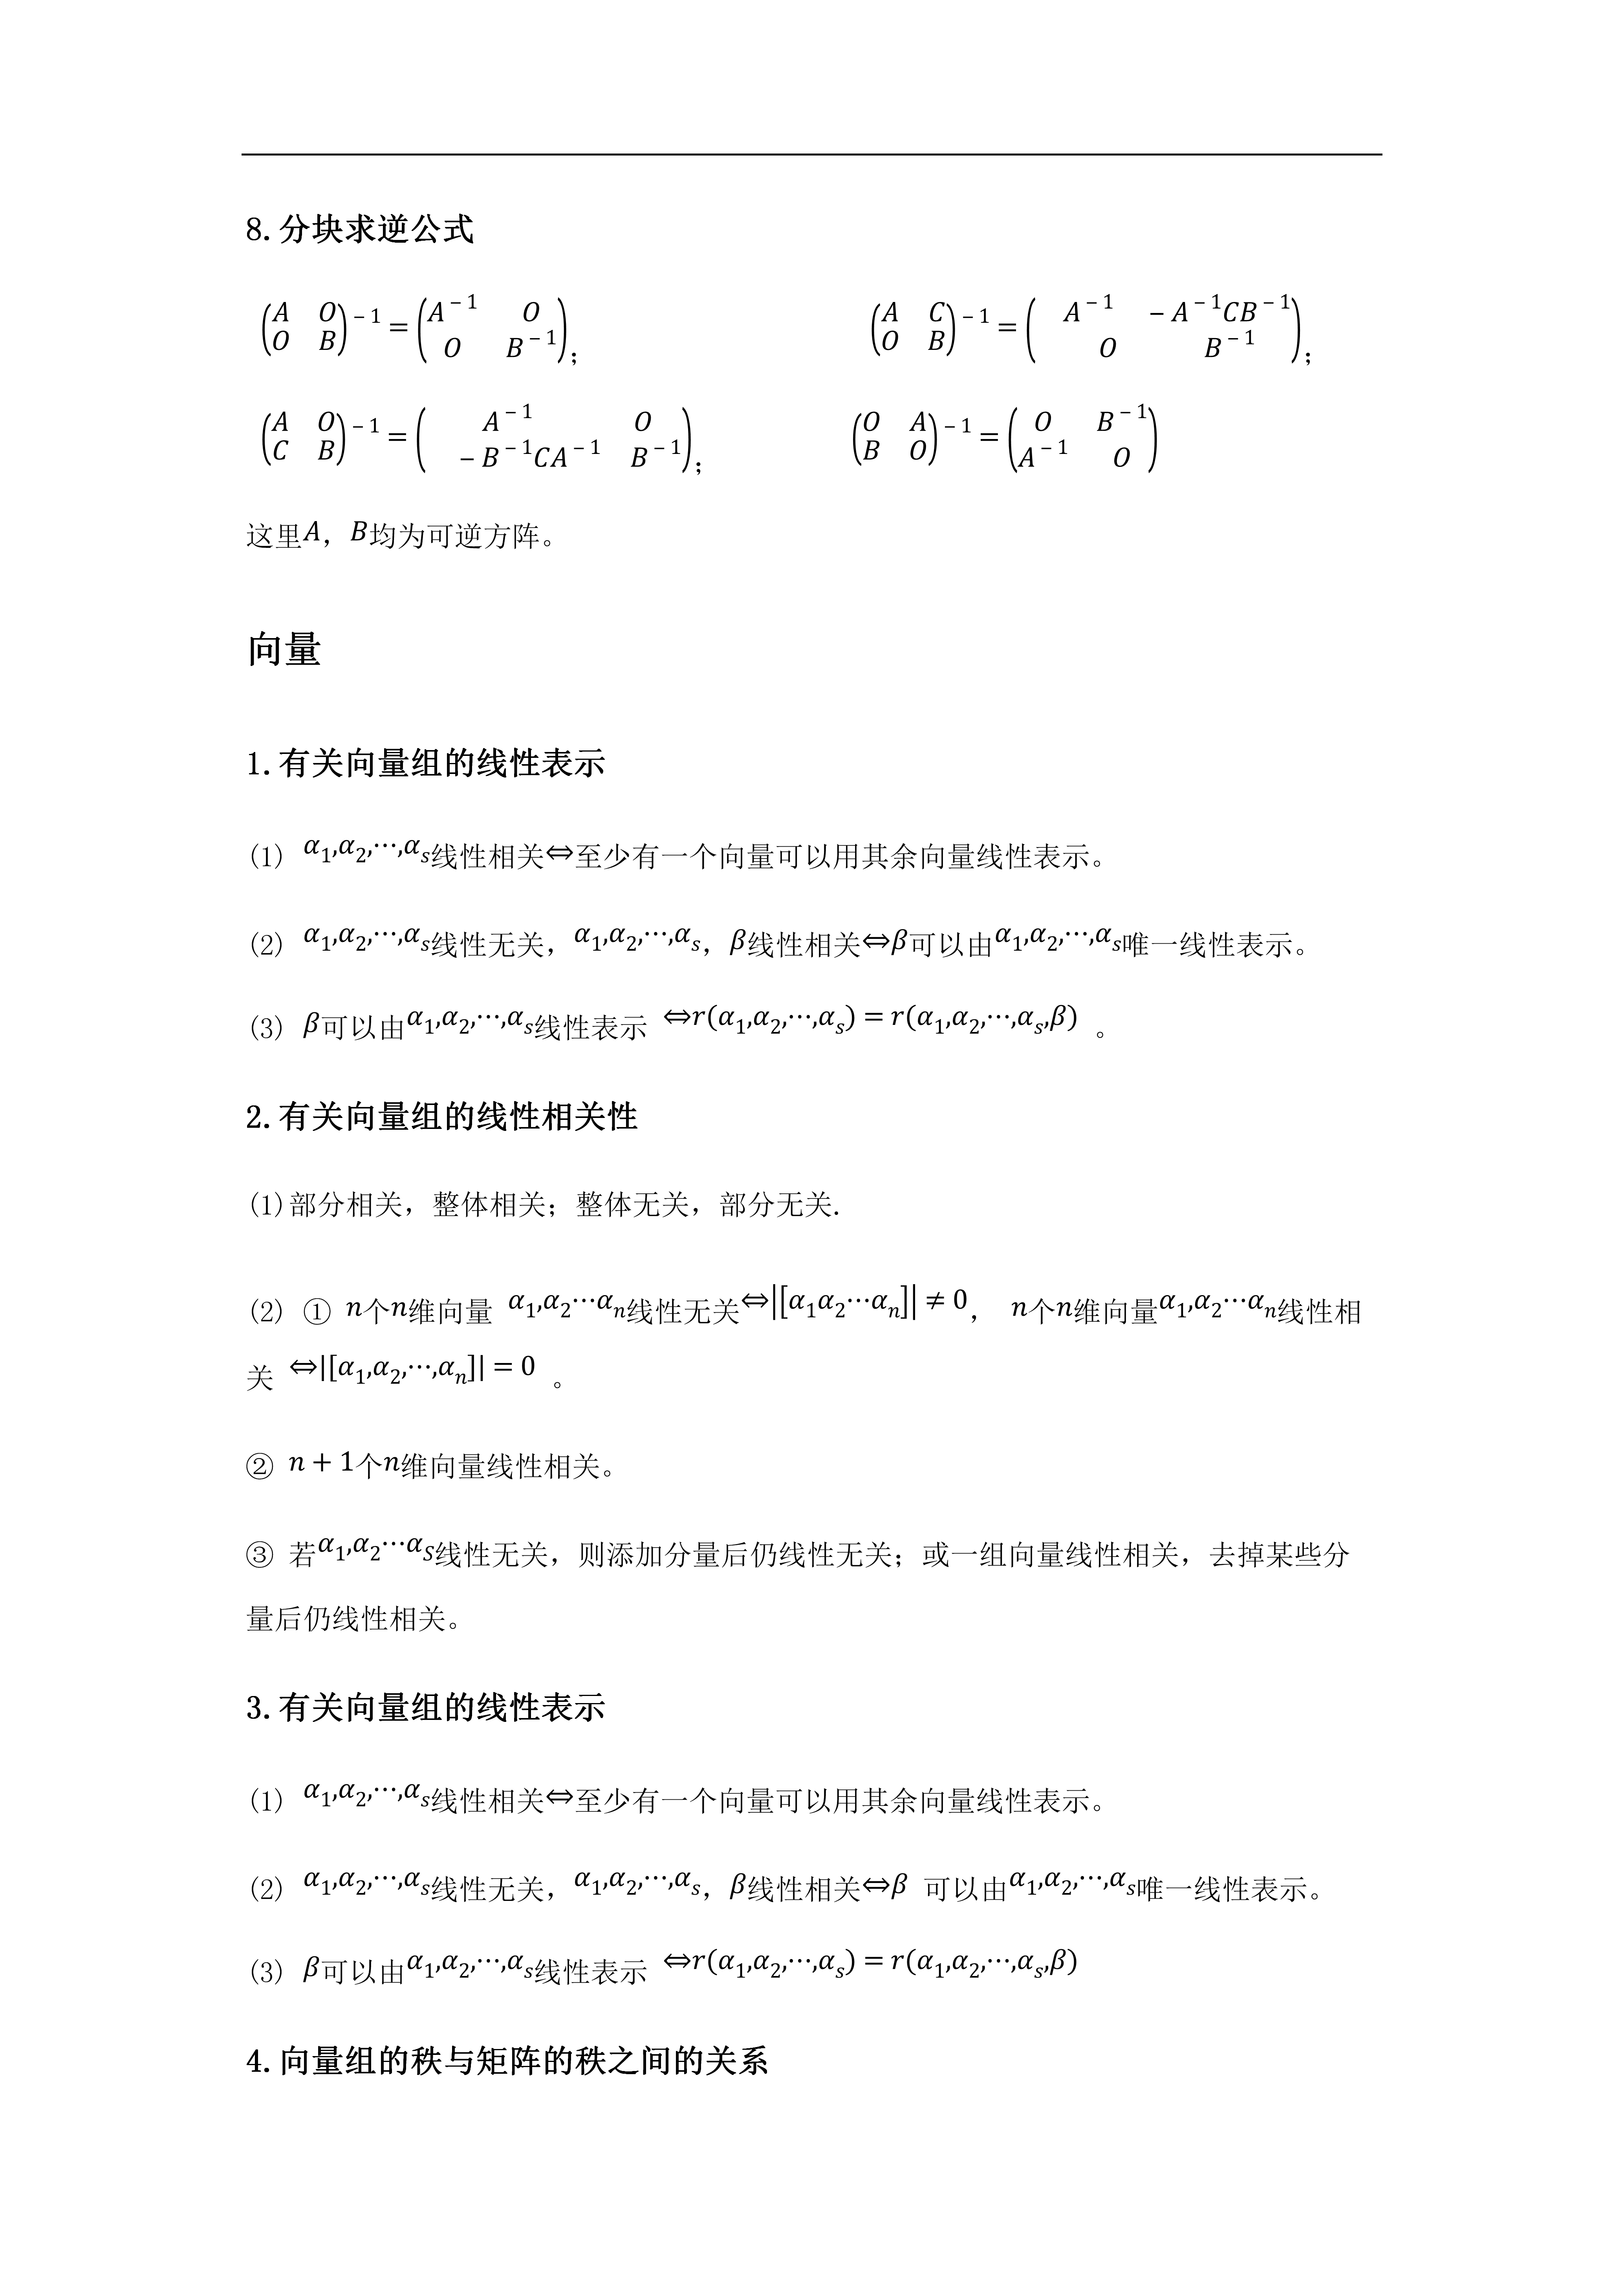 8.分块求逆公式
$\begin{pmatrix} A & O \\ O & B \end{pmatrix}^{-1} = \begin{pmatrix} A^{-1} & O \\ O & B^{-1} \end{pmatrix}$; $\begin{pmatrix} A & C \\ O & B \end{pmatrix}^{-1} = \begin{pmatrix} A^{-1} & -A^{-1}CB^{-1} \\ O & B^{-1} \end{pmatrix}$;
$\begin{pmatrix} A & O \\ C & B \end{pmatrix}^{-1} = \begin{pmatrix} A^{-1} & O \\ -B^{-1}CA^{-1} & B^{-1} \end{pmatrix}$; $\begin{pmatrix} O & A \\ B & O \end{pmatrix}^{-1} = \begin{pmatrix} O & B^{-1} \\ A^{-1} & O \end{pmatrix}$
这里$A$，$B$均为可逆方阵。
向量
1.有关向量组的线性表示
(1) $\alpha_1,\alpha_2,\cdots,\alpha_s$线性相关⇔至少有一个向量可以用其余向量线性表示。
(2) $\alpha_1,\alpha_2,\cdots,\alpha_s$线性无关，$\alpha_1,\alpha_2,\cdots,\alpha_s$，$\beta$线性相关⇔$\beta$可以由$\alpha_1,\alpha_2,\cdots,\alpha_s$唯一线性表示。
(3) $\beta$可以由$\alpha_1,\alpha_2,\cdots,\alpha_s$线性表示 ⇔$r(\alpha_1,\alpha_2,\cdots,\alpha_s) = r(\alpha_1,\alpha_2,\cdots,\alpha_s,\beta)$ 。
2.有关向量组的线性相关性
(1)部分相关，整体相关；整体无关，部分无关.
(2) ① $n$个$n$维向量 $\alpha_1,\alpha_2\cdots\alpha_n$线性无关⇔$|[\alpha_1\alpha_2\cdots\alpha_n]| \neq 0$， $n$个$n$维向量$\alpha_1,\alpha_2\cdots\alpha_n$线性相
关 ⇔$|[\alpha_1,\alpha_2,\cdots,\alpha_n]| = 0$ 。
② $n + 1$个$n$维向量线性相关。
③ 若$\alpha_1,\alpha_2\cdots\alpha_S$线性无关，则添加分量后仍线性无关；或一组向量线性相关，去掉某些分
量后仍线性相关。
3.有关向量组的线性表示
(1) $\alpha_1,\alpha_2,\cdots,\alpha_s$线性相关⇔至少有一个向量可以用其余向量线性表示。
(2) $\alpha_1,\alpha_2,\cdots,\alpha_s$线性无关，$\alpha_1,\alpha_2,\cdots,\alpha_s$，$\beta$线性相关⇔$\beta$ 可以由$\alpha_1,\alpha_2,\cdots,\alpha_s$唯一线性表示。
(3) $\beta$可以由$\alpha_1,\alpha_2,\cdots,\alpha_s$线性表示 ⇔$r(\alpha_1,\alpha_2,\cdots,\alpha_s) = r(\alpha_1,\alpha_2,\cdots,\alpha_s,\beta)$
4.向量组的秩与矩阵的秩之间的关系